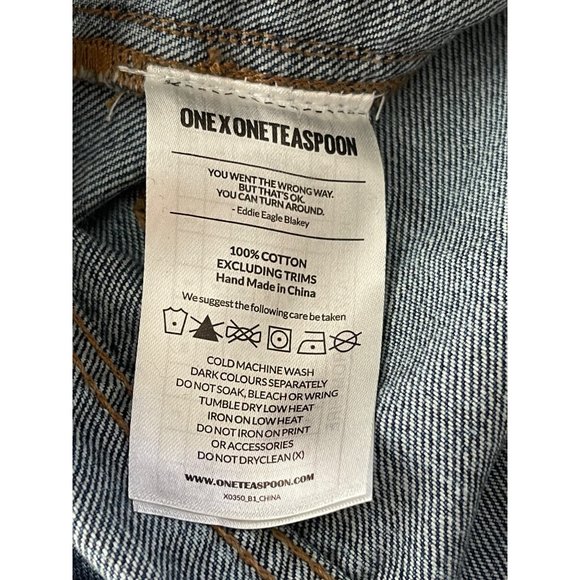 ONE X ONETEASPOON
YOU WENT THE WRONG WAY.
BUT THAT'S OK.
YOU CAN TURN AROUND.
- Eddie Eagle Blakey
100% COTTON
EXCLUDING TRIMS
Hand Made in China
We suggest the following care be taken
COLD MACHINE WASH
DARK COLOURS SEPARATELY
DO NOT SOAK, BLEACH OR WRING
TUMBLE DRY LOW HEAT
IRON ON LOW HEAT
DO NOT IRON ON PRINT
OR ACCESSORIES
DO NOT DRYCLEAN (X)
WWW.ONETEASPOON.COM
X0350_B1_CHINA